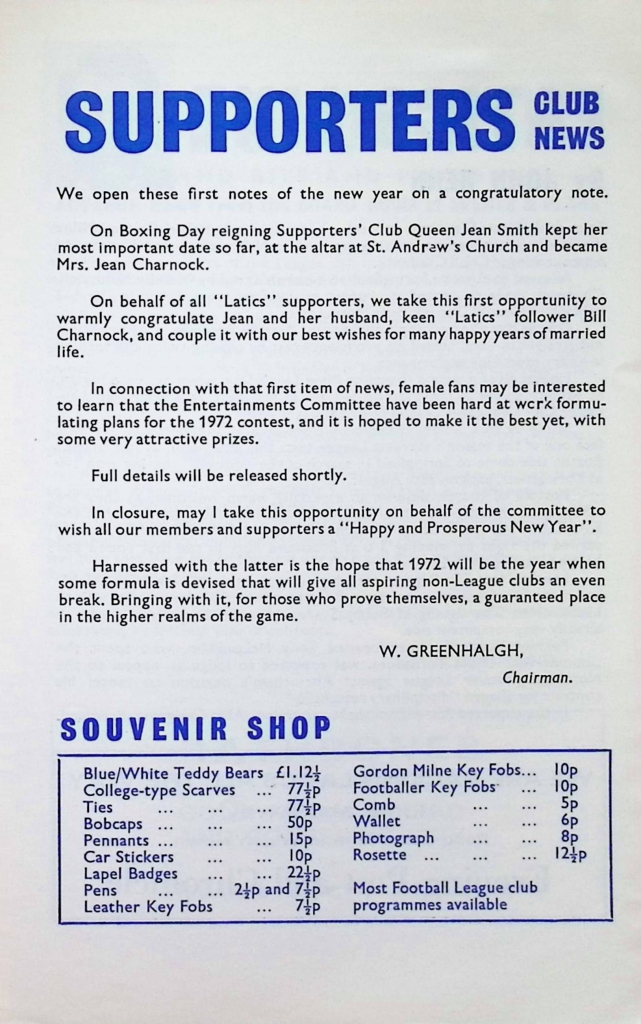 SUPPORTERS CLUB NEWS
We open these first notes of the new year on a congratulatory note.
On Boxing Day reigning Supporters' Club Queen Jean Smith kept her
most important date so far, at the altar at St. Andrew's Church and became
Mrs. Jean Charnock.
On behalf of all "Latics" supporters, we take this first opportunity to
warmly congratulate Jean and her husband, keen "Latics" follower Bill
Charnock, and couple it with our best wishes for many happy years of married
life.
In connection with that first item of news, female fans may be interested
to learn that the Entertainments Committee have been hard at wcrk formu-
lating plans for the 1972 contest, and it is hoped to make it the best yet, with
some very attractive prizes.
Full details will be released shortly.
In closure, may I take this opportunity on behalf of the committee to
wish all our members and supporters a "Happy and Prosperous New Year".
Harnessed with the latter is the hope that 1972 will be the year when
some formula is devised that will give all aspiring non-League clubs an even
break. Bringing with it, for those who prove themselves, a guaranteed place
in the higher realms of the game.
W. GREENHALGH,
Chairman.
SOUVENIR SHOP
Blue/White Teddy Bears £1.12½
College-type Scarves ... 77½p
Ties ... ... ... 77½p
Bobcaps ... ... 50p
Pennants ... ... ... 15p
Car Stickers ... ... 10p
Lapel Badges ... ... 22½p
Pens ... ... 2½p and 7½p
Leather Key Fobs ... 7½p
Gordon Milne Key Fobs... 10p
Footballer Key Fobs ... 10p
Comb ... ... 5p
Wallet ... ... 6p
Photograph ... ... 8p
Rosette ... ... ... 12½p
Most Football League club
programmes available